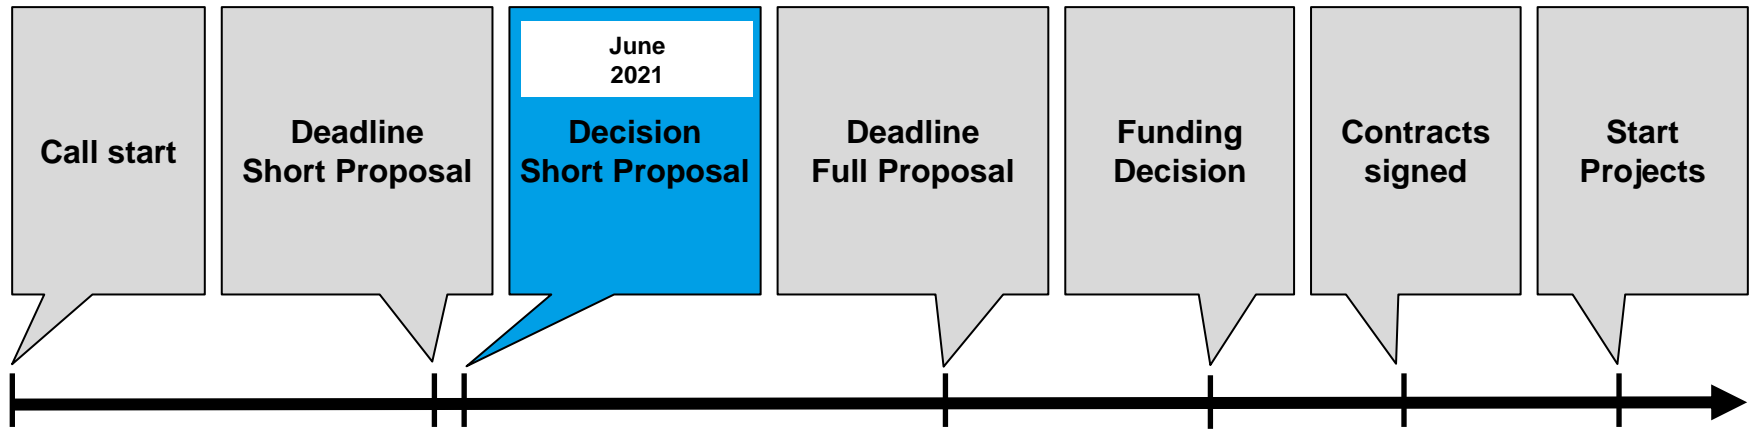 Call start
Deadline
Short Proposal
June
2021
Decision
Short Proposal
Deadline
Full Proposal
Funding
Decision
Contracts
signed
Start
Projects